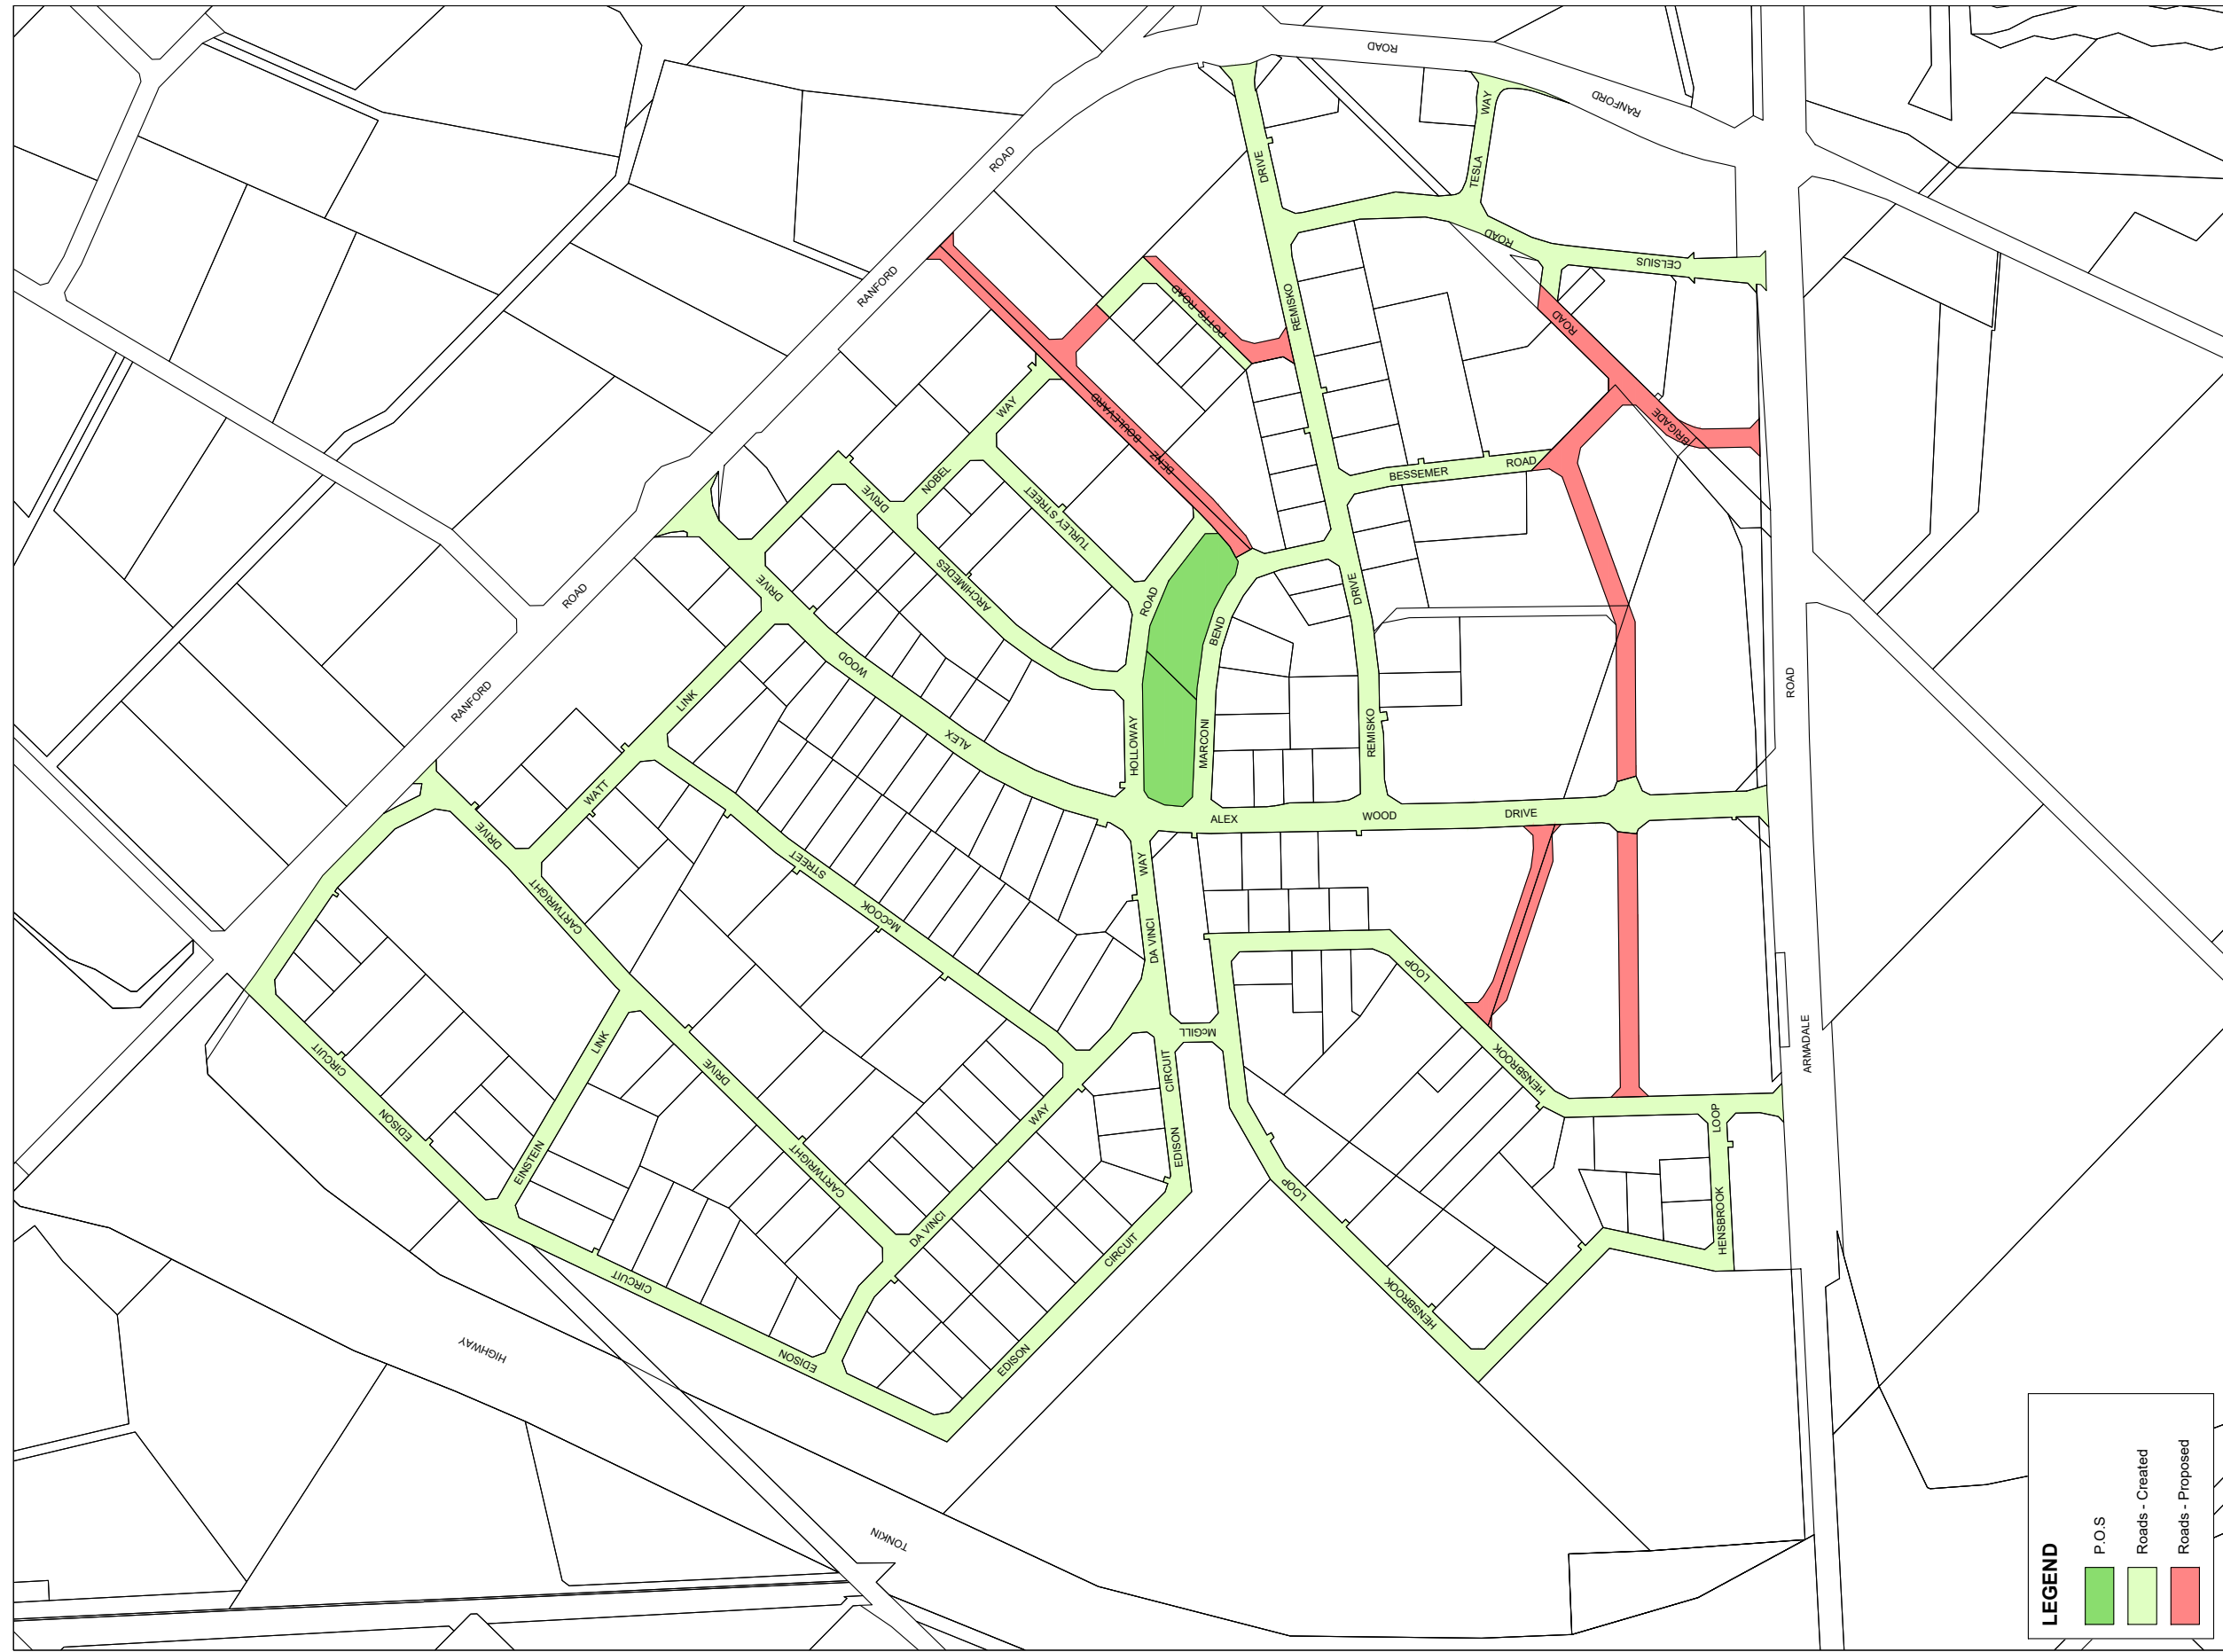 ROAD
RANFORD
ROAD
DRIVE
WAY
TESLA
ROAD
CELSIUS
RANFORD
POTTS ROAD
REMISKO
ROAD
BRIGADE
WAY
BOULEVARD
BENZ
BESSEMER
ROAD
NOBEL
DRIVE
ARCHIMEDES
TURLEY STREET
ROAD
DRIVE
WOOD
ALEX
ROAD
BEND
DRIVE
RANFORD
LINK
WATT
HOLLOWAY
MARCONI
REMISKO
ROAD
ALEX
WOOD
DRIVE
DRIVE
CARTWRIGHT
STREET
McCOOK
WAY
DA VINCI
LOOP
HENSBROOK
McGILL
ARMADALE
CIRCUIT
EDISON
LINK
EINSTEIN
DRIVE
CARTWRIGHT
WAY
DA VINCI
CIRCUIT
EDISON
LOOP
HENSBROOK
LOOP
HENSBROOK
CIRCUIT
EDISON
CIRCUIT
EDISON
HIGHWAY
TONKIN
LEGEND
P.O.S
Roads - Created
Roads - Proposed